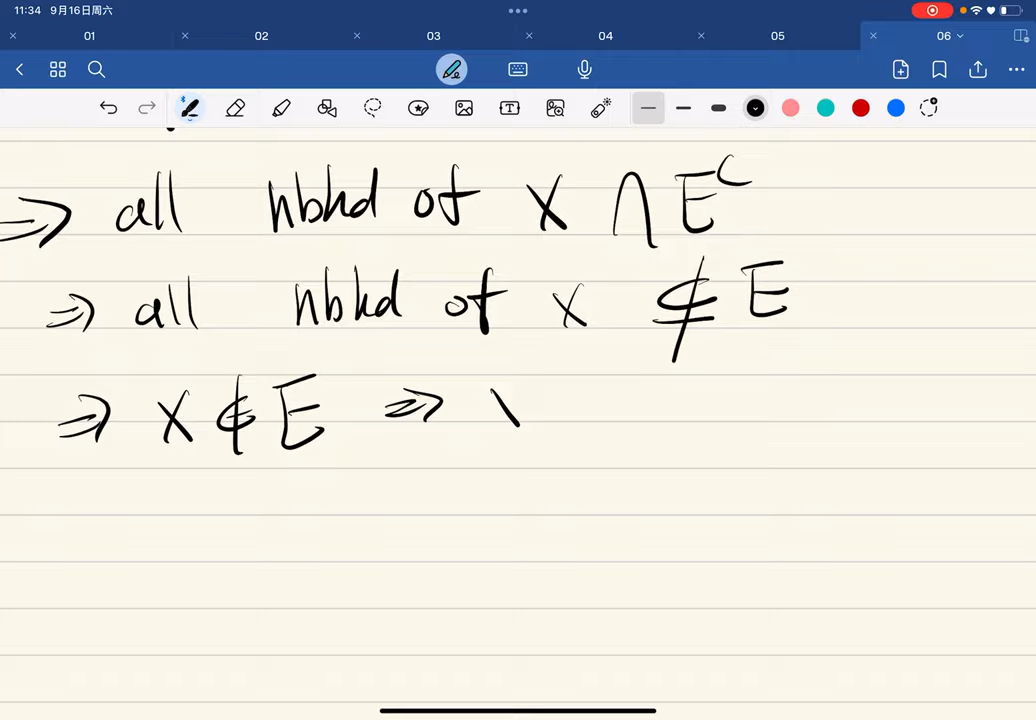 11:34 9月16日周六
01 02 03 04 05 06
⇒ all nbhd of x ∩ E^c
⇒ all nbhd of x ⊈ E
⇒ x ∉ E ⇒